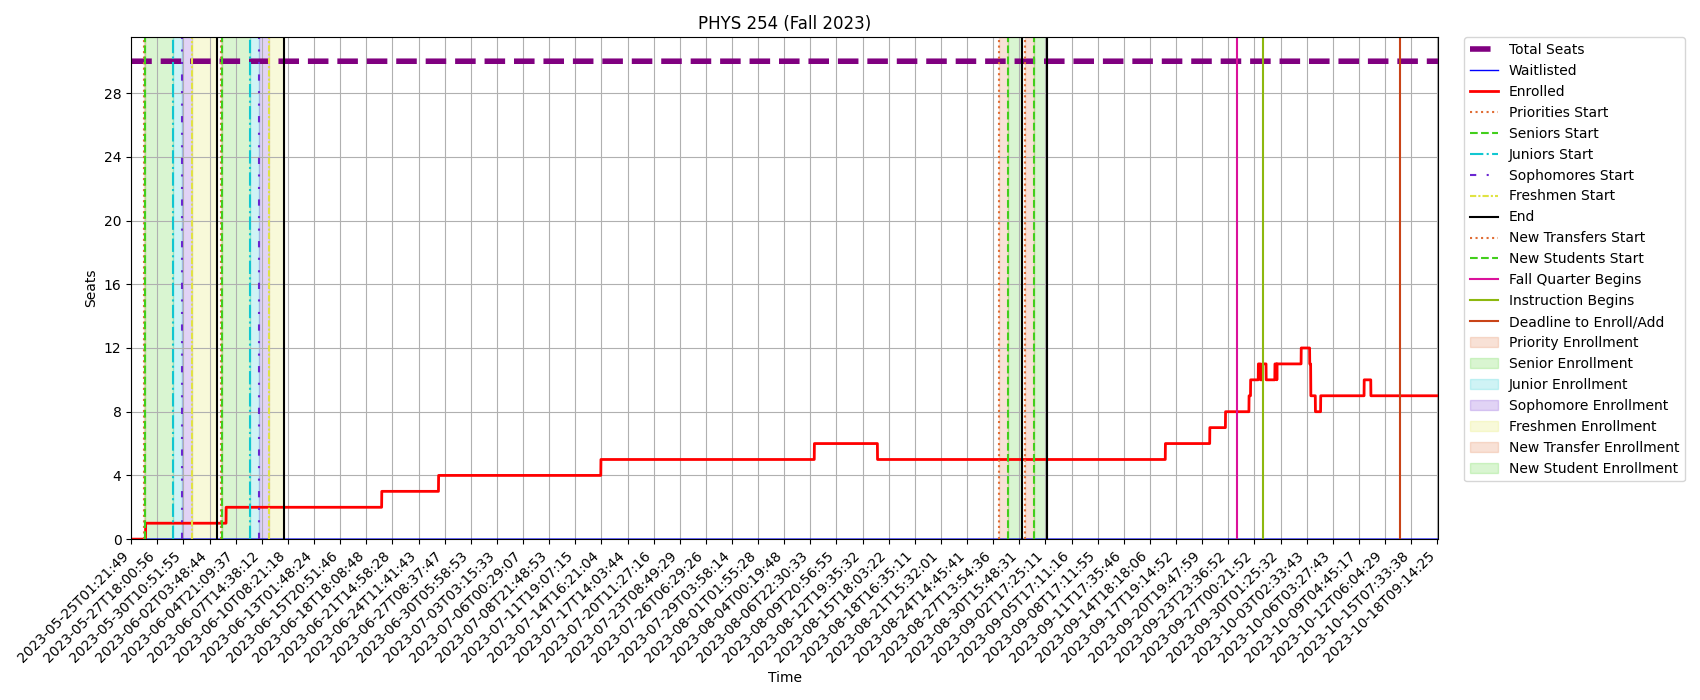 PHYS 254 (Fall 2023)
Seats
28
24
20
16
12
8
4
0
2023-05-25T01:21:49
2023-05-27T18:00:56
2023-05-30T10:51:55
2023-06-02T03:48:44
2023-06-04T21:09:37
2023-06-07T14:38:12
2023-06-10T08:21:18
2023-06-13T01:48:24
2023-06-15T20:51:46
2023-06-18T18:08:48
2023-06-21T14:58:28
2023-06-24T11:41:43
2023-06-27T08:37:47
2023-06-30T05:58:53
2023-07-03T03:15:33
2023-07-06T00:29:07
2023-07-08T21:48:53
2023-07-11T19:07:15
2023-07-14T16:21:04
2023-07-17T14:03:44
2023-07-20T11:27:16
2023-07-23T08:49:29
2023-07-26T06:29:26
2023-07-29T03:58:14
2023-08-01T01:55:28
2023-08-04T00:19:48
2023-08-06T22:30:33
2023-08-09T20:56:55
2023-08-12T19:35:32
2023-08-15T18:03:22
2023-08-18T16:35:11
2023-08-21T15:32:01
2023-08-24T14:45:41
2023-08-27T13:54:36
2023-08-30T15:48:31
2023-09-02T17:25:11
2023-09-05T17:11:16
2023-09-08T17:11:55
2023-09-11T17:35:46
2023-09-14T18:18:06
2023-09-17T19:14:52
2023-09-20T19:47:59
2023-09-23T23:36:52
2023-09-27T00:21:52
2023-09-30T01:25:32
2023-10-03T02:33:43
2023-10-06T03:27:43
2023-10-09T04:45:17
2023-10-12T06:04:29
2023-10-15T07:33:38
2023-10-18T09:14:25
Time
Total Seats
Waitlisted
Enrolled
Priorities Start
Seniors Start
Juniors Start
Sophomores Start
Freshmen Start
End
New Transfers Start
New Students Start
Fall Quarter Begins
Instruction Begins
Deadline to Enroll/Add
Priority Enrollment
Senior Enrollment
Junior Enrollment
Sophomore Enrollment
Freshmen Enrollment
New Transfer Enrollment
New Student Enrollment